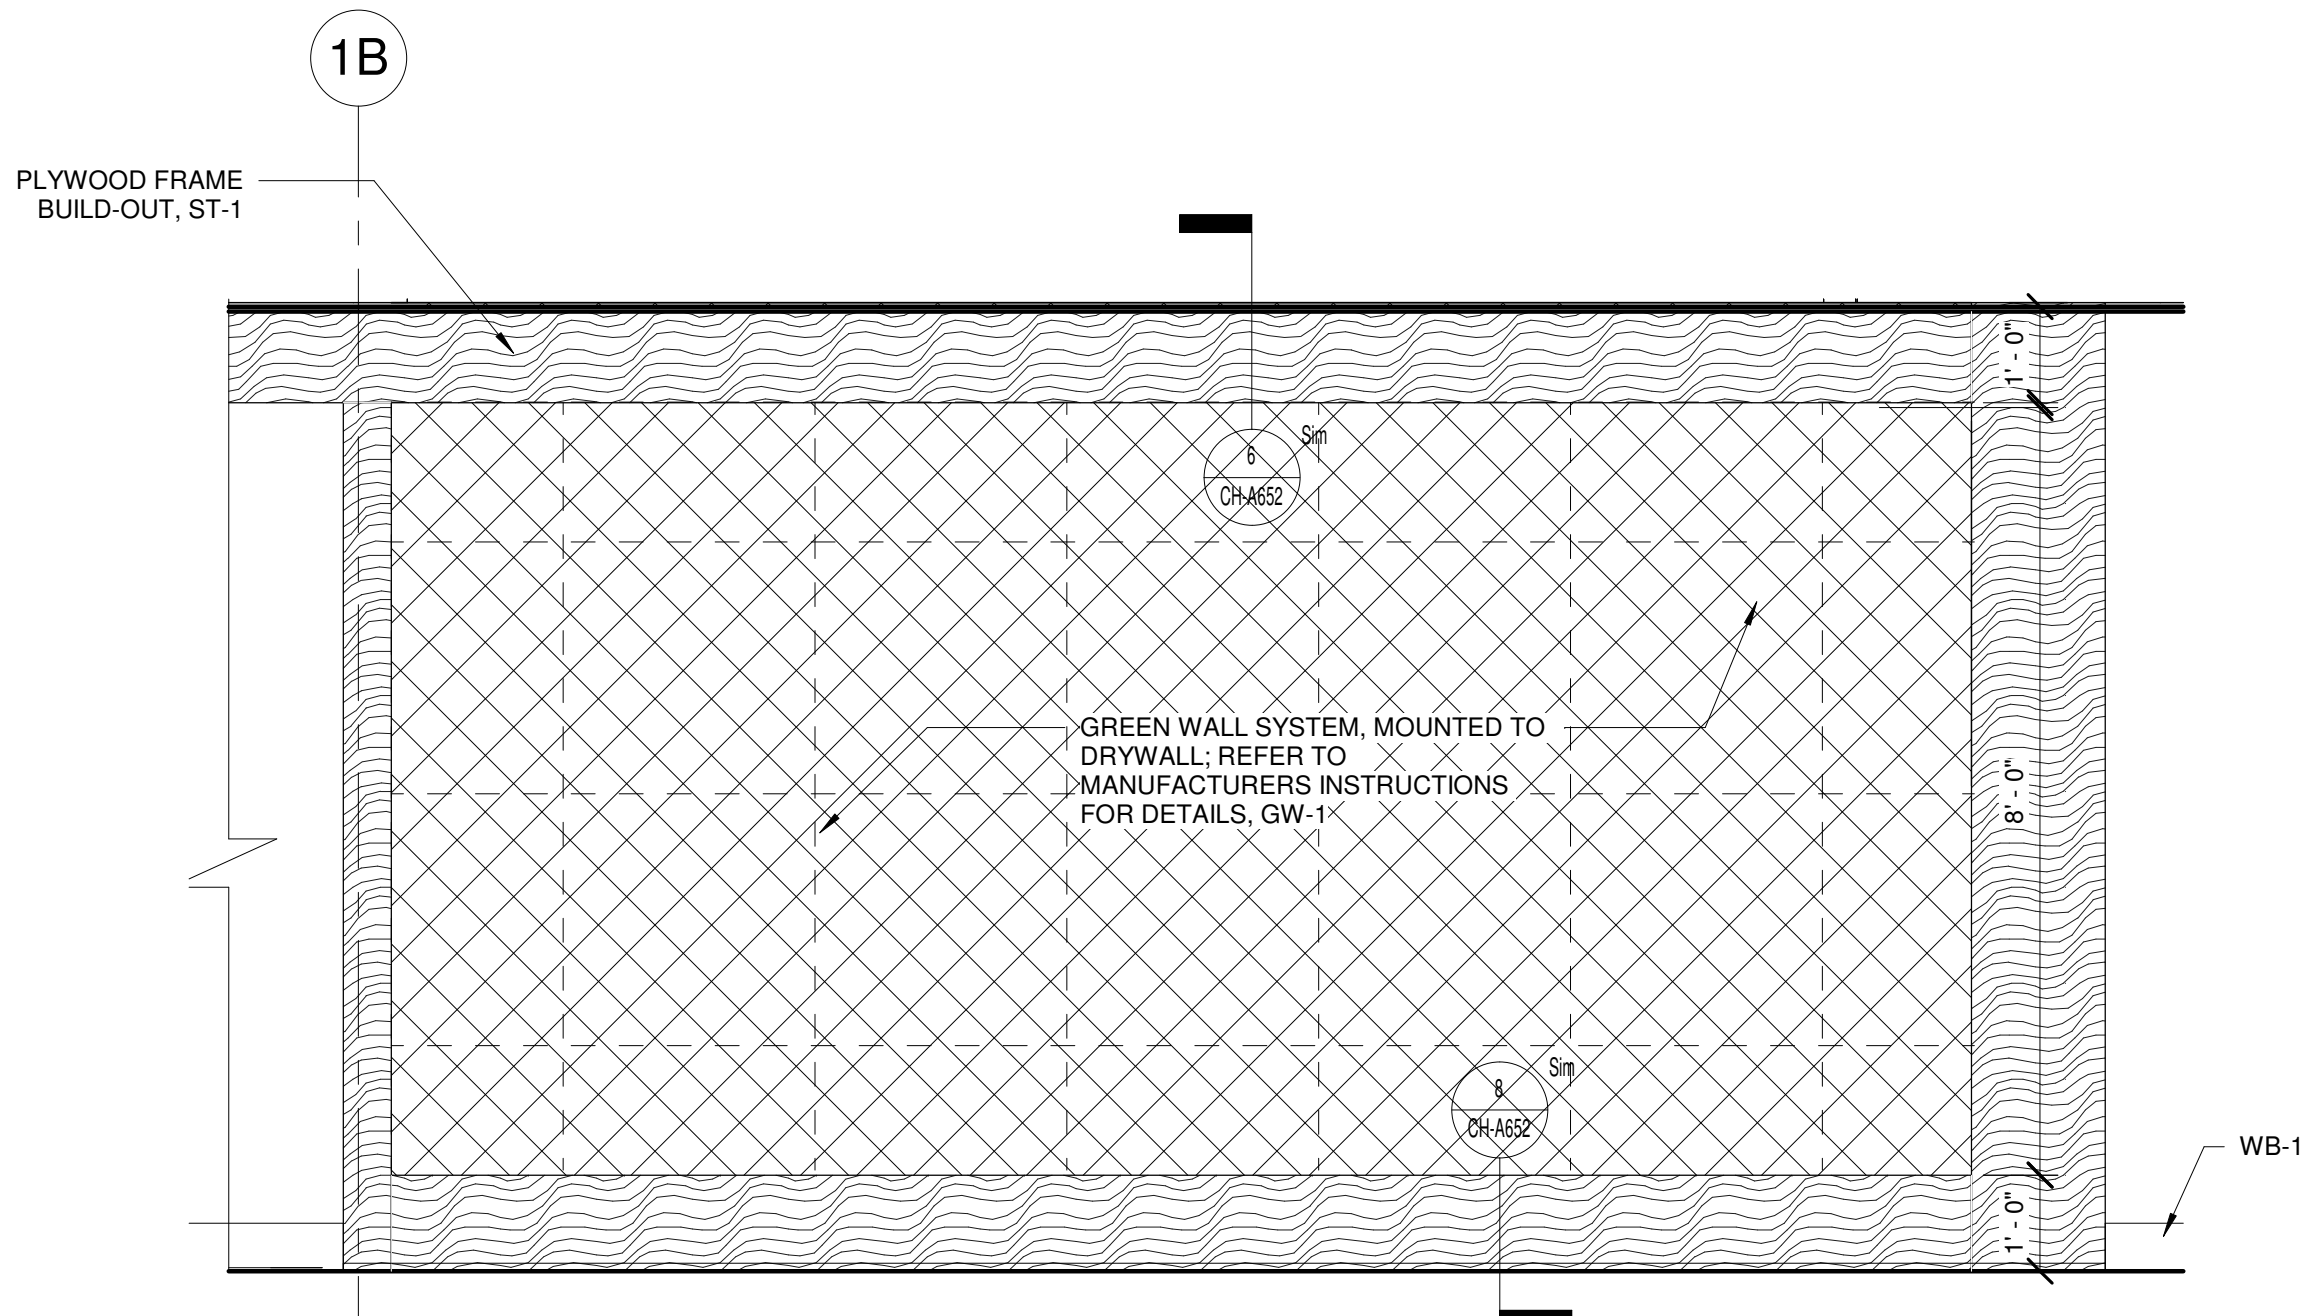 1B
PLYWOOD FRAME
BUILD-OUT, ST-1
1' - 0"
Sim
6
CH-A652
GREEN WALL SYSTEM, MOUNTED TO
DRYWALL; REFER TO
MANUFACTURERS INSTRUCTIONS
FOR DETAILS, GW-1
8' - 0"
Sim
8
CH-A652
WB-1
1' - 0"